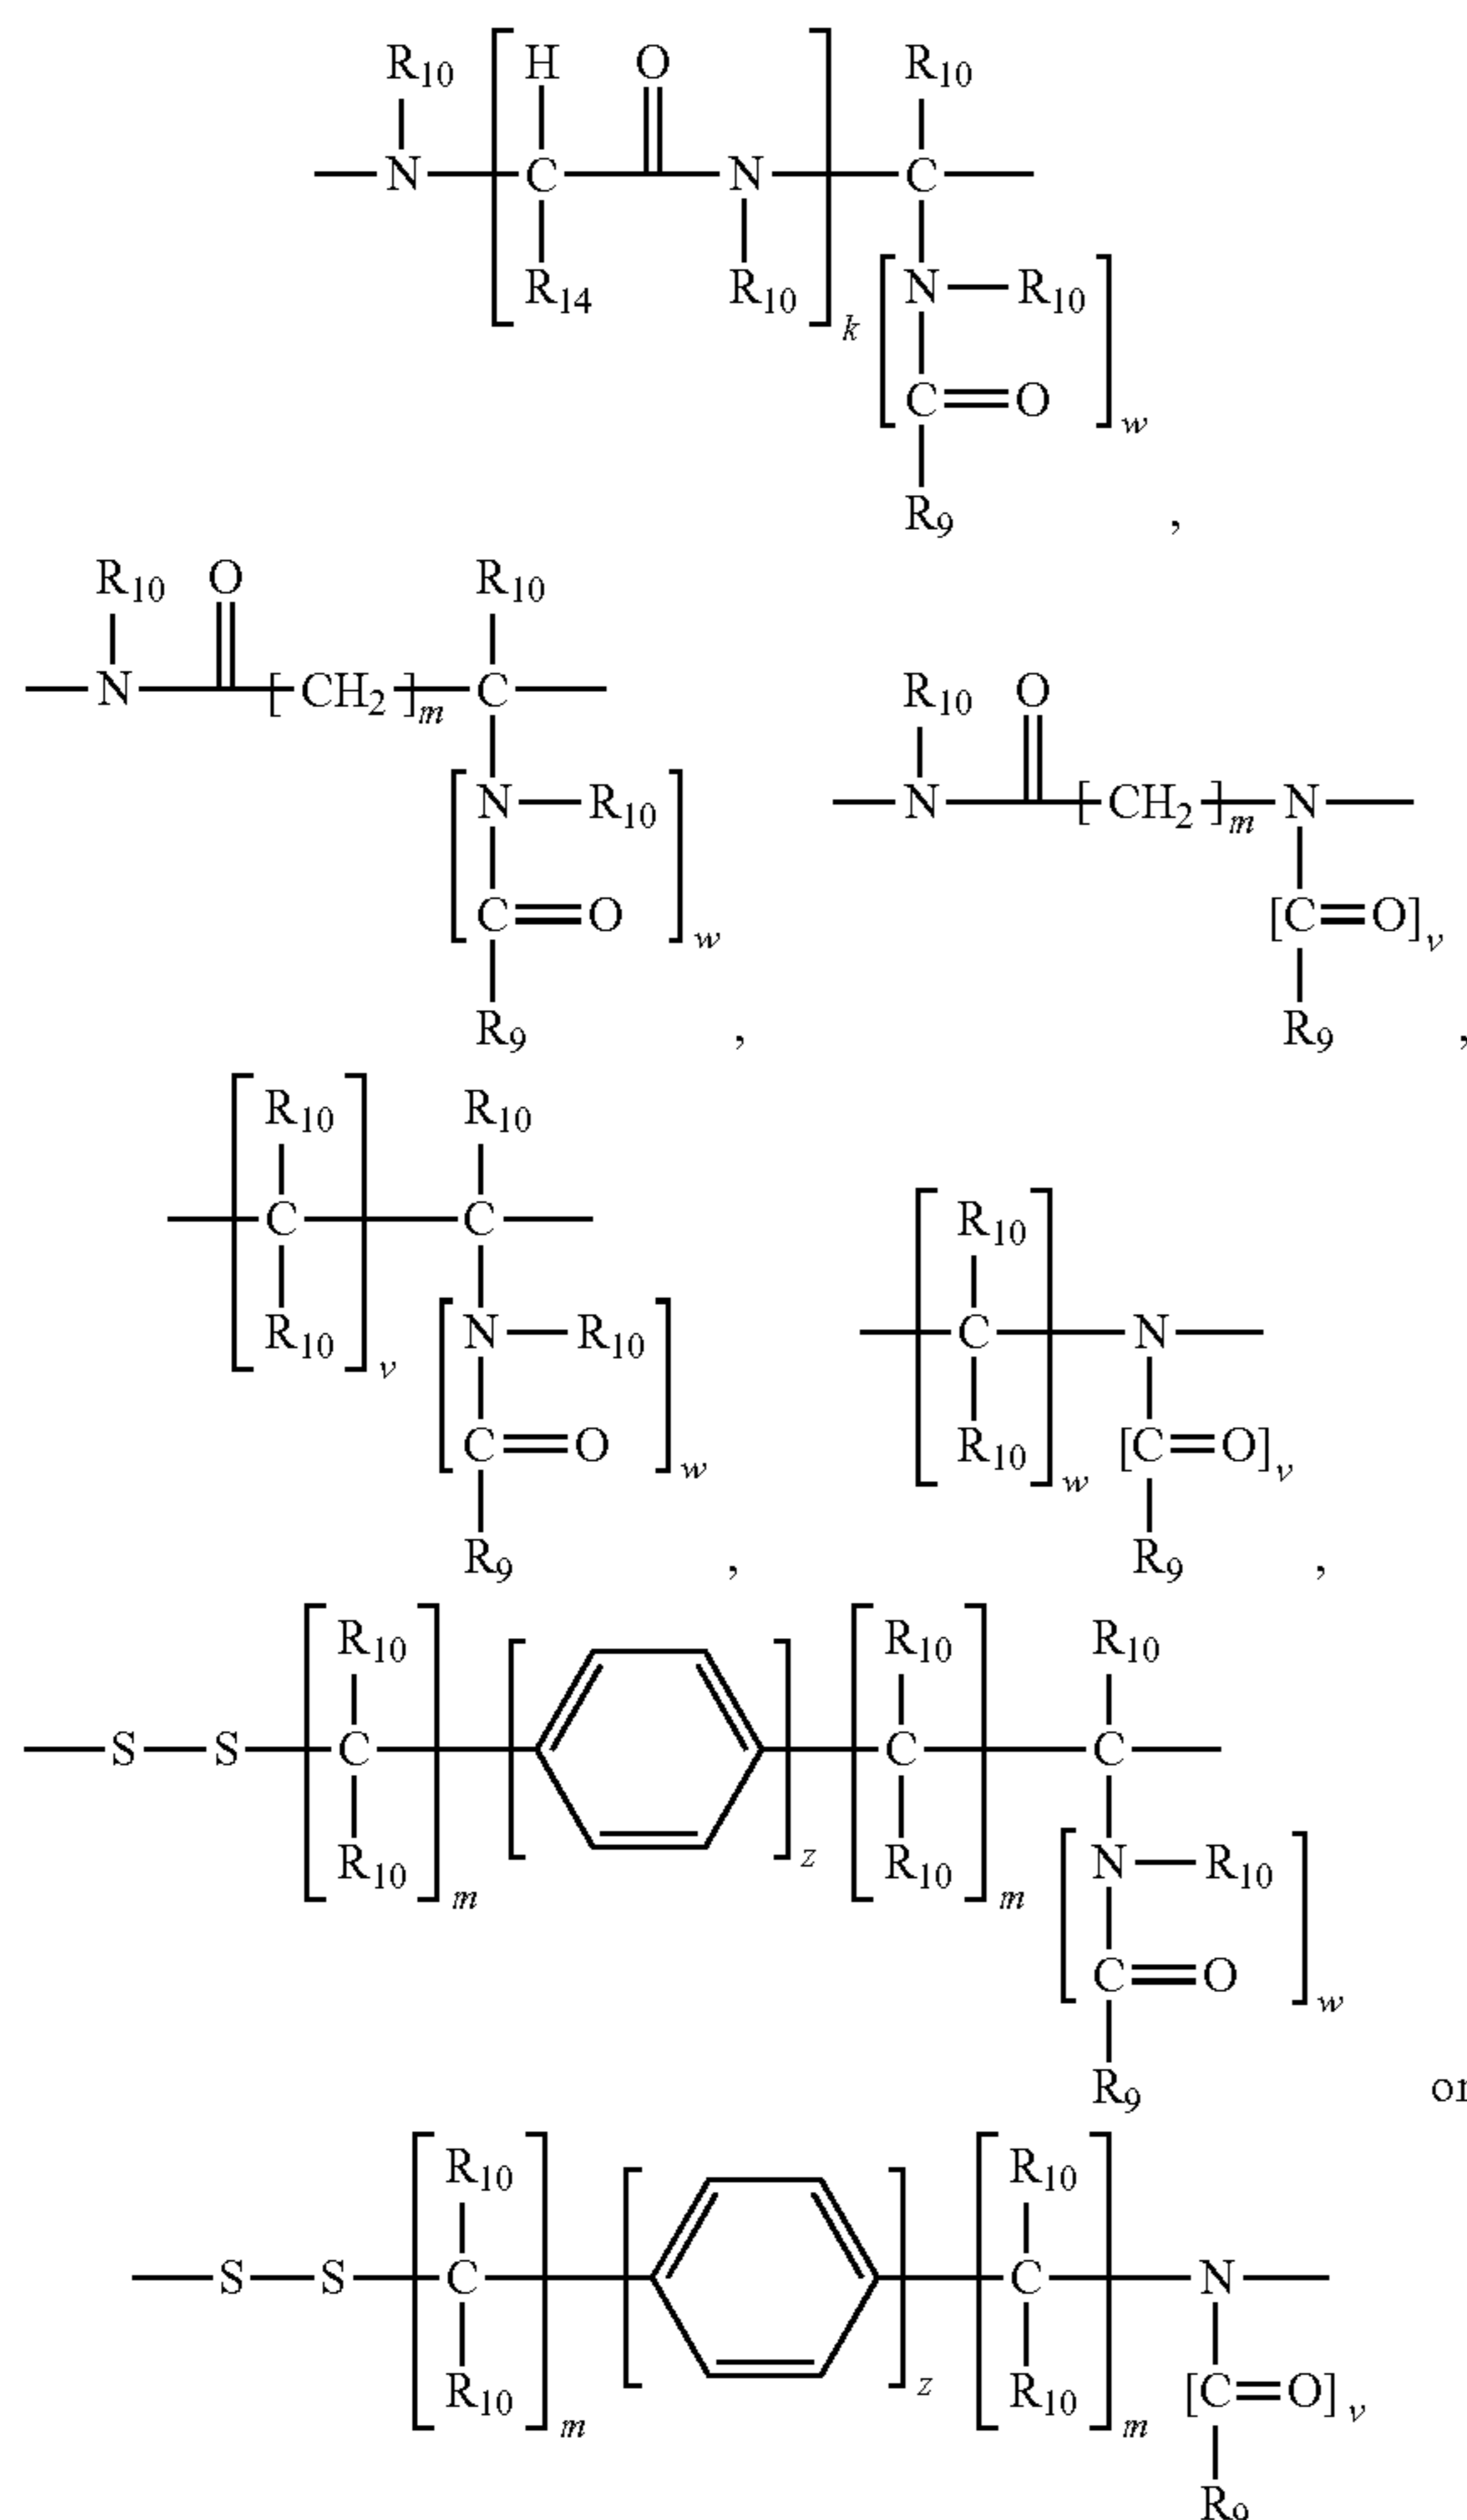 R10 H O R10
N C N C
R14 R10 k N R10
C O w
R9 ,
R10 O R10
N [ CH2 ]m C
R10 O
N R10 N [ CH2 ]m N
C O w [C O]v
R9 , R9 ,
R10 R10
C C R10
R10 v N R10 C N
C O w R10 w [C O]v
R9 , R9 ,
R10 R10 R10
S S C C C
R10 m z R10 m N R10
C O w
R9 or
R10 R10
S S C C N
R10 m z R10 m [C O]v
R9